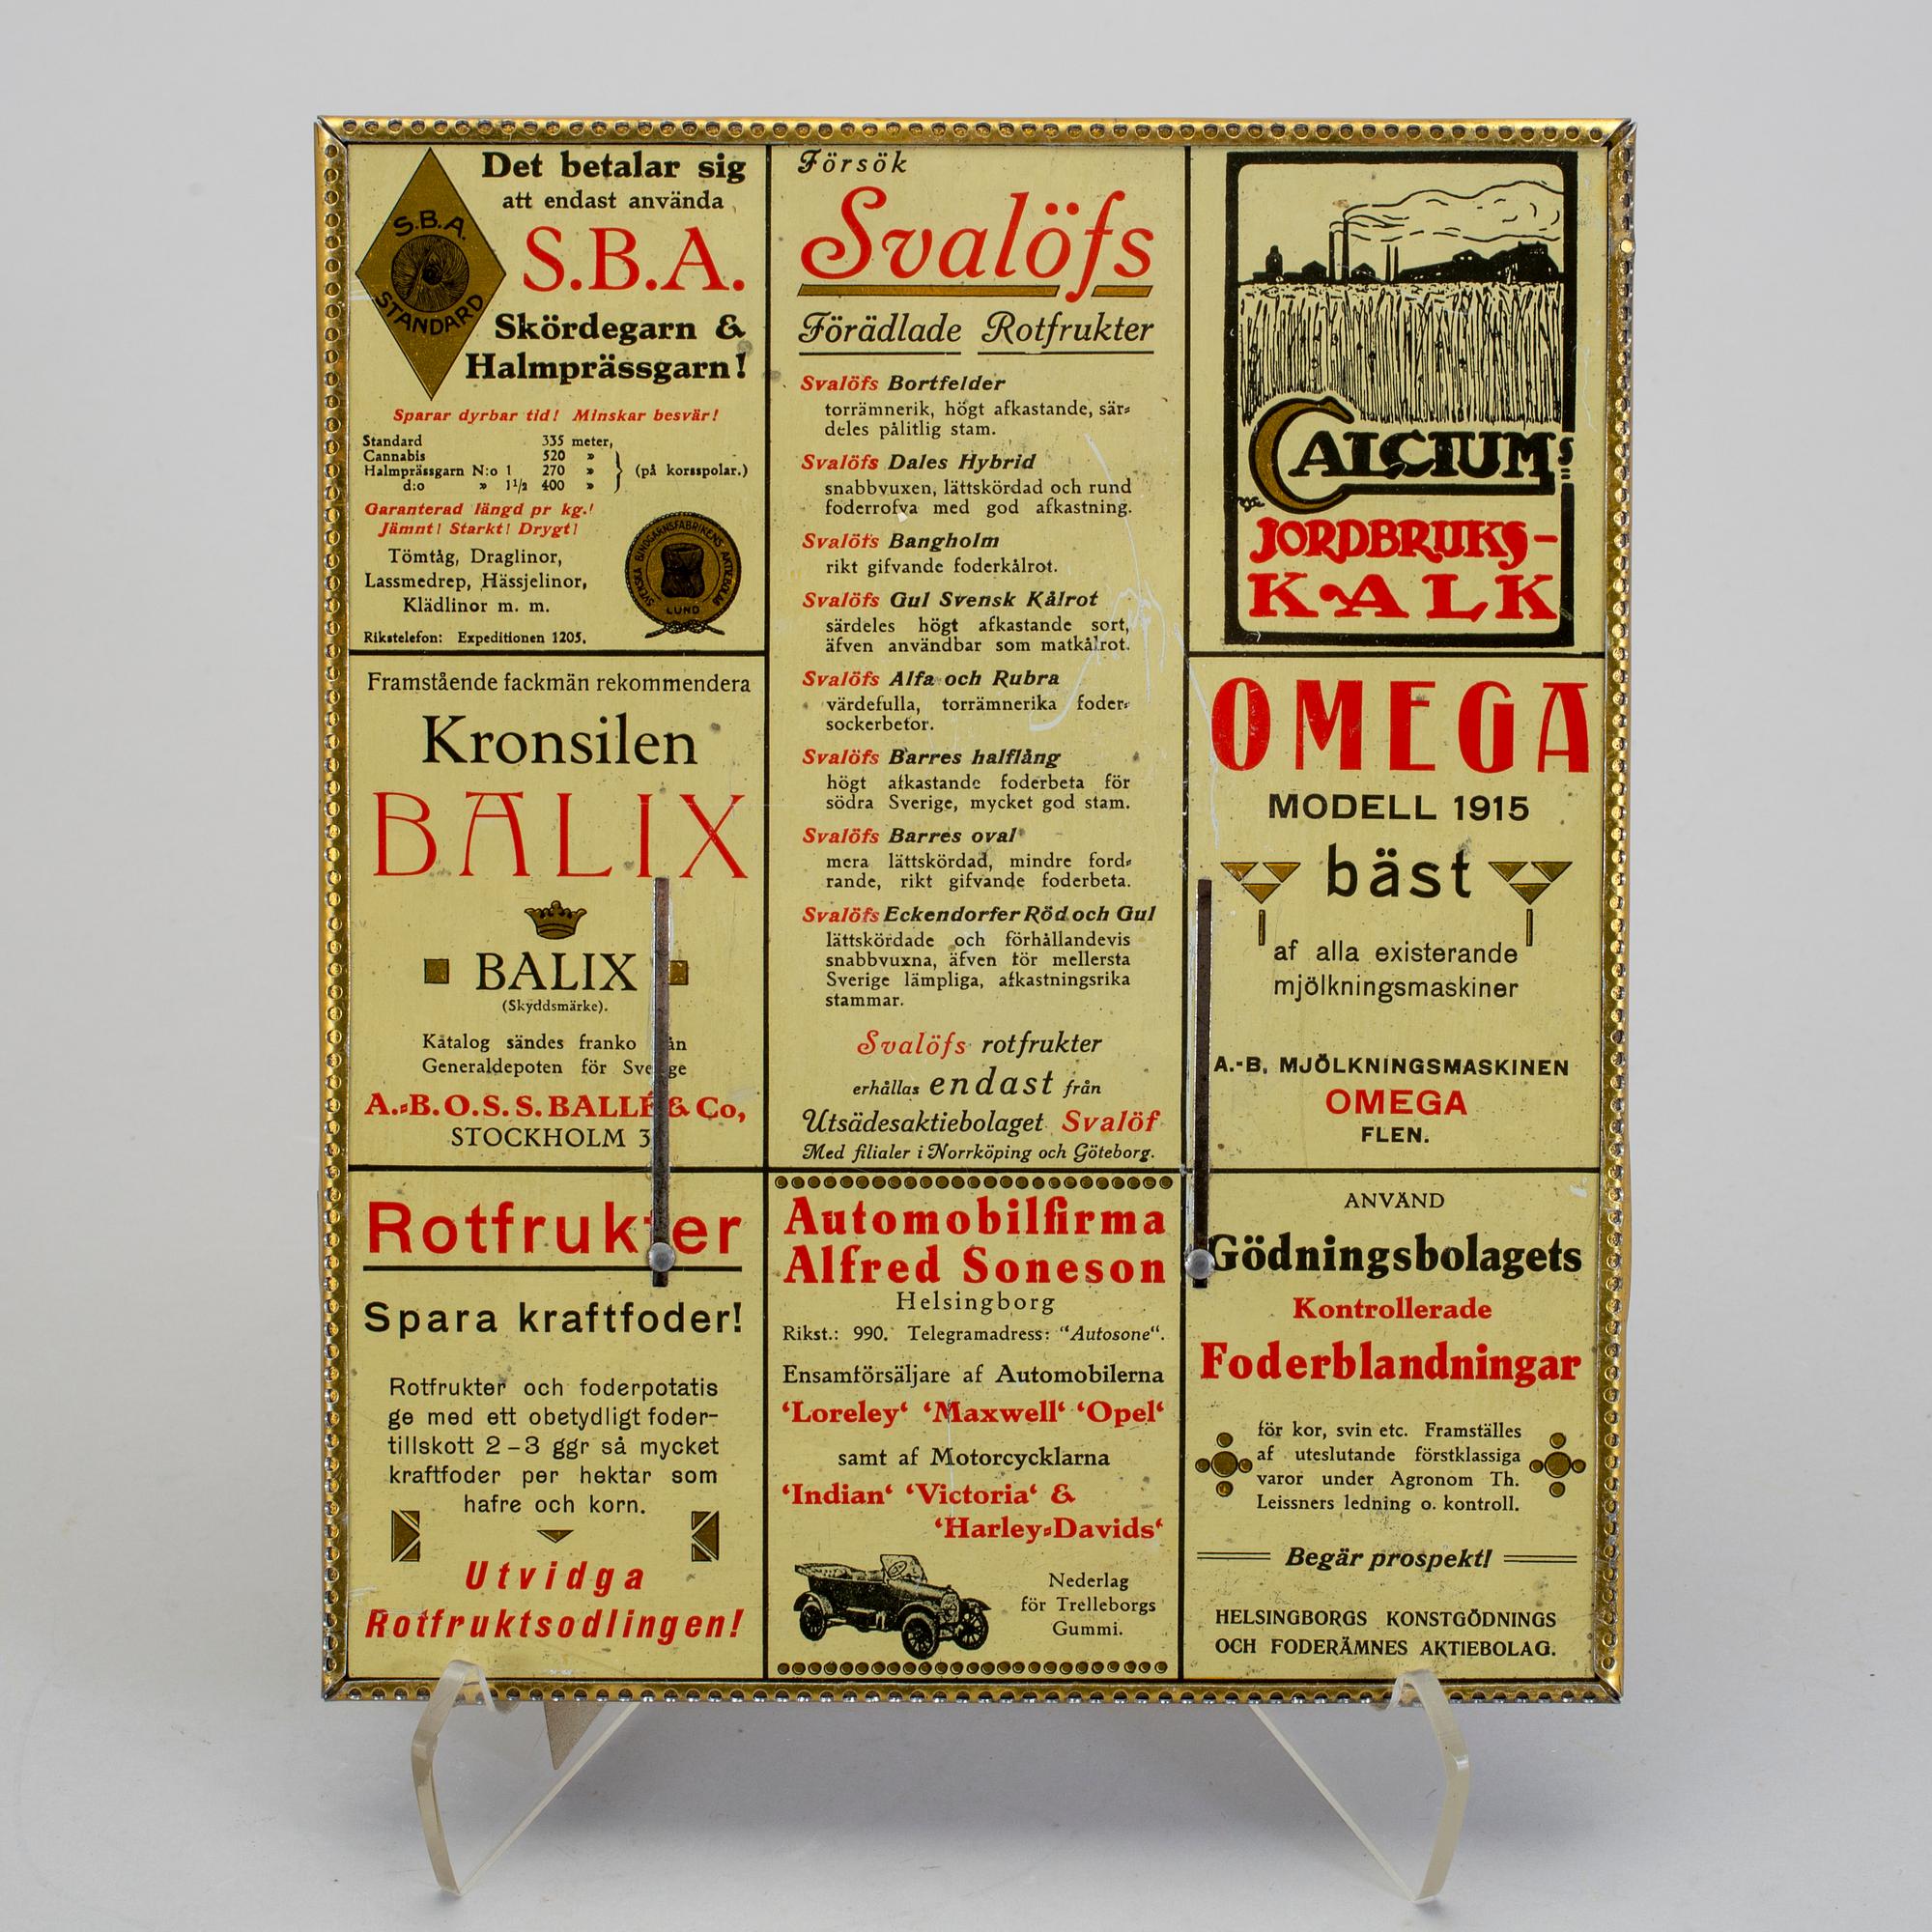 Det betalar sig
att endast använda
S.B.A.
S.B.A.
STANDARD
Skördegarn &
Halmprässgarn!
Sparar dyrbar tid! Minskar besvär!
Standard 335 meter,
Cannabis 520 »
Halmprässgarn N:o 1 270 » (på korsspolar.)
d:o » 1½ 400 »
Garanterad längd pr kg.!
Jämnt! Starkt! Drygt!
Tömtåg, Draglinor,
Lassmedrep, Hässjelinor,
Klädlinor m. m.
SVENSKA BINDGARNSFABRIKENS AKTIEBOLAG
LUND
Rikstelefon: Expeditionen 1205.
Framstående fackmän rekommendera
Kronsilen
BALIX
BALIX
(Skyddsmärke).
Katalog sändes franko
Generaldepoten för
A.=B. O. S. S. BALLÉ & Co,
STOCKHOLM 3
Rotfrukter
Spara kraftfoder!
Rotfrukter och foderpotatis
ge med ett obetydligt foder-
tillskott 2–3 ggr så mycket
kraftfoder per hektar som
hafre och korn.
Utvidga
Rotfruktsodlingen!
Försök
Svalöfs
Förädlade Rotfrukter
Svalöfs Bortfelder
torrämnerik, högt afkastande, sär=
deles pålitlig stam.
Svalöfs Dales Hybrid
snabbvuxen, lättskördad och rund
foderrofva med god afkastning.
Svalöfs Bangholm
rikt gifvande foderkålrot.
Svalöfs Gul Svensk Kålrot
särdeles högt afkastande sort,
äfven användbar som matkålrot.
Svalöfs Alfa och Rubra
värdefulla, torrämnerika foder=
sockerbetor.
Svalöfs Barres halflång
högt afkastande foderbeta för
södra Sverige, mycket god stam.
Svalöfs Barres oval
mera lättskördad, mindre ford=
rande, rikt gifvande foderbeta.
Svalöfs Eckendorfer Röd och Gul
lättskördade och förhållandevis
snabbvuxna, äfven för mellersta
Sverige lämpliga, afkastningsrika
stammar.
Svalöfs rotfrukter
erhållas endast från
Utsädesaktiebolaget Svalöf
Med filialer i Norrköping och Göteborg.
Automobilfirma
Alfred Soneson
Helsingborg
Rikst.: 990. Telegramadress: "Autosone".
Ensamförsäljare af Automobilerna
'Loreley' 'Maxwell' 'Opel'
samt af Motorcycklarna
'Indian' 'Victoria' &
'Harley=Davids'
Nederlag
för Trelleborgs
Gummi.
CALCIUMS
JORDBRUKS-
KALK
OMEGA
MODELL 1915
bäst
af alla existerande
mjölkningsmaskiner
A.-B. MJÖLKNINGSMASKINEN
OMEGA
FLEN.
ANVÄND
Gödningsbolagets
Kontrollerade
Foderblandningar
för kor, svin etc. Framställes
af uteslutande förstklassiga
varor under Agronom Th.
Leissners ledning o. kontroll.
Begär prospekt!
HELSINGBORGS KONSTGÖDNINGS
OCH FODERÄMNES AKTIEBOLAG.